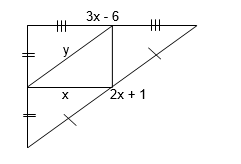 3x - 6
y
x
2x + 1